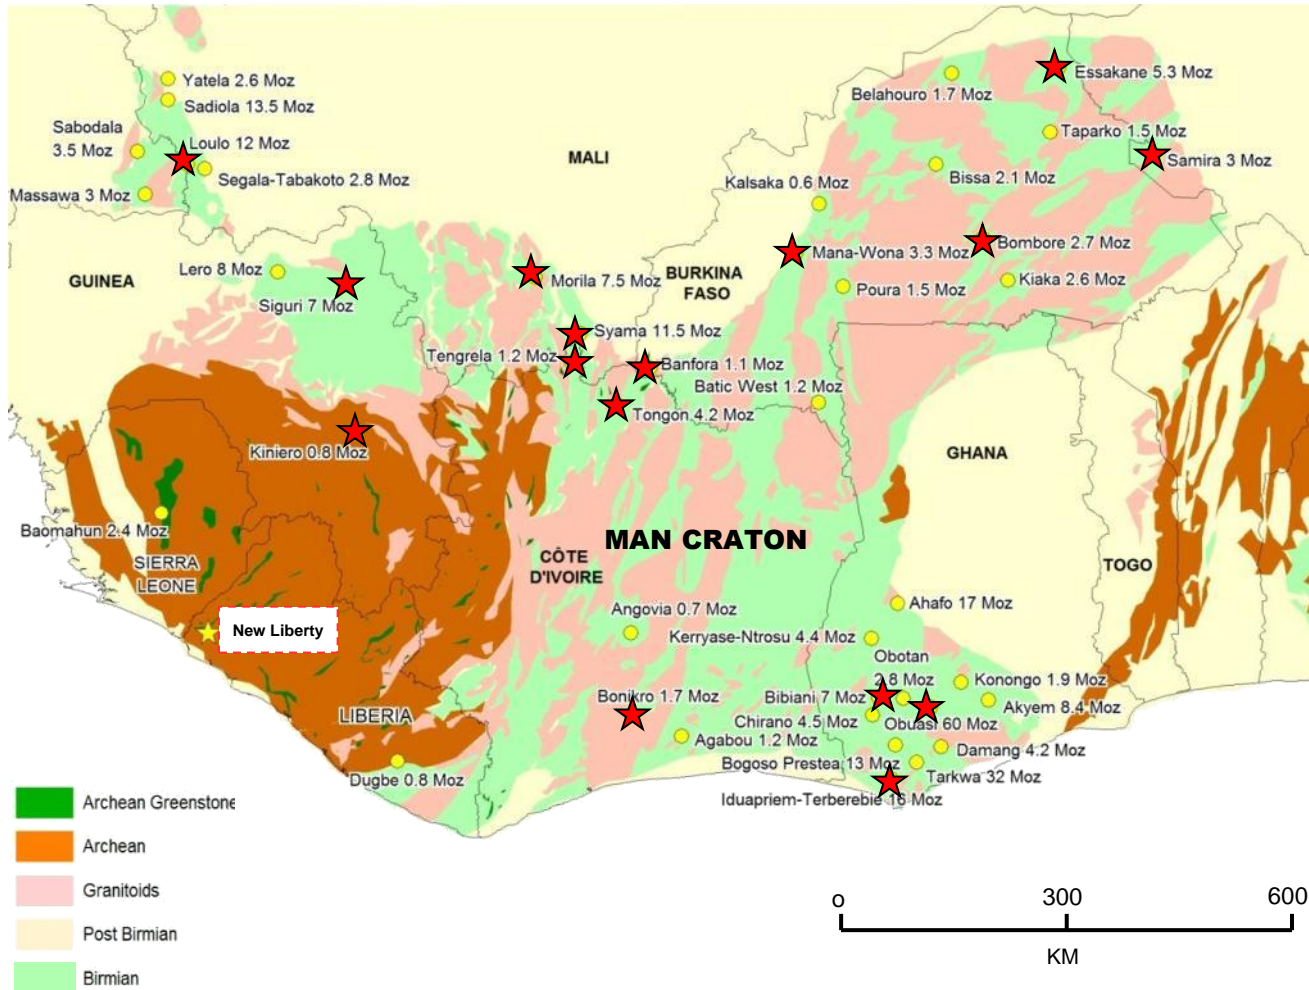 Yatela 2.6 Moz
Sadiola 13.5 Moz
Sabodala
3.5 Moz
Loulo 12 Moz
Segala-Tabakoto 2.8 Moz
Massawa 3 Moz
MALI
Essakane 5.3 Moz
Belahouro 1.7 Moz
Taparko 1.5 Moz
Samira 3 Moz
Bissa 2.1 Moz
Kalsaka 0.6 Moz
Mana-Wona 3.3 Moz
Bombore 2.7 Moz
Kiaka 2.6 Moz
Poura 1.5 Moz
BURKINA
FASO
GUINEA
Lero 8 Moz
Siguri 7 Moz
Morila 7.5 Moz
Syama 11.5 Moz
Tengrela 1.2 Moz
Banfora 1.1 Moz
Batic West 1.2 Moz
Tongon 4.2 Moz
Kiniero 0.8 Moz
GHANA
Baomahun 2.4 Moz
SIERRA
LEONE
MAN CRATON
CÔTE
D'IVOIRE
TOGO
New Liberty
Angovia 0.7 Moz
Ahafo 17 Moz
Kerryase-Ntrosu 4.4 Moz
Obotan
2.8 Moz
Konongo 1.9 Moz
Bibiani 7 Moz
Akyem 8.4 Moz
Bonikro 1.7 Moz
Chirano 4.5 Moz
Obuasi 60 Moz
LIBERIA
Agabou 1.2 Moz
Damang 4.2 Moz
Bogoso Prestea 13 Moz
Tarkwa 32 Moz
Dugbe 0.8 Moz
Iduapriem-Terberebie 16 Moz
Archean Greenstone
Archean
Granitoids
Post Birmian
Birmian
o 300 600
KM